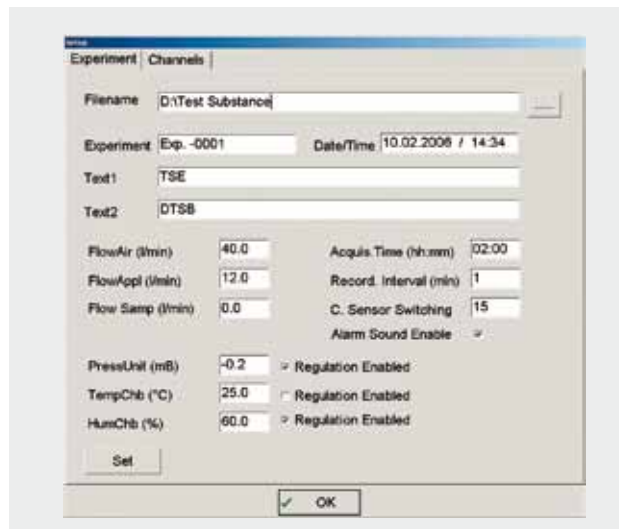 Experiment Channels
Filename D:\Test Substance ...
Experiment Exp. -0001 Date/Time 10.02.2006 / 14:34
Text1 TSE
Text2 DTSB
FlowAir (l/min) 40.0 Acquis.Time (hh:mm) 02:00
FlowAppl (l/min) 12.0 Record. Interval (min) 1
Flow Samp (l/min) 0.0 C. Sensor Switching 15
Alarm Sound Enable
PressUnit (mB) -0.2 Regulation Enabled
TempChb (°C) 25.0 Regulation Enabled
HumChb (%) 60.0 Regulation Enabled
Set
OK